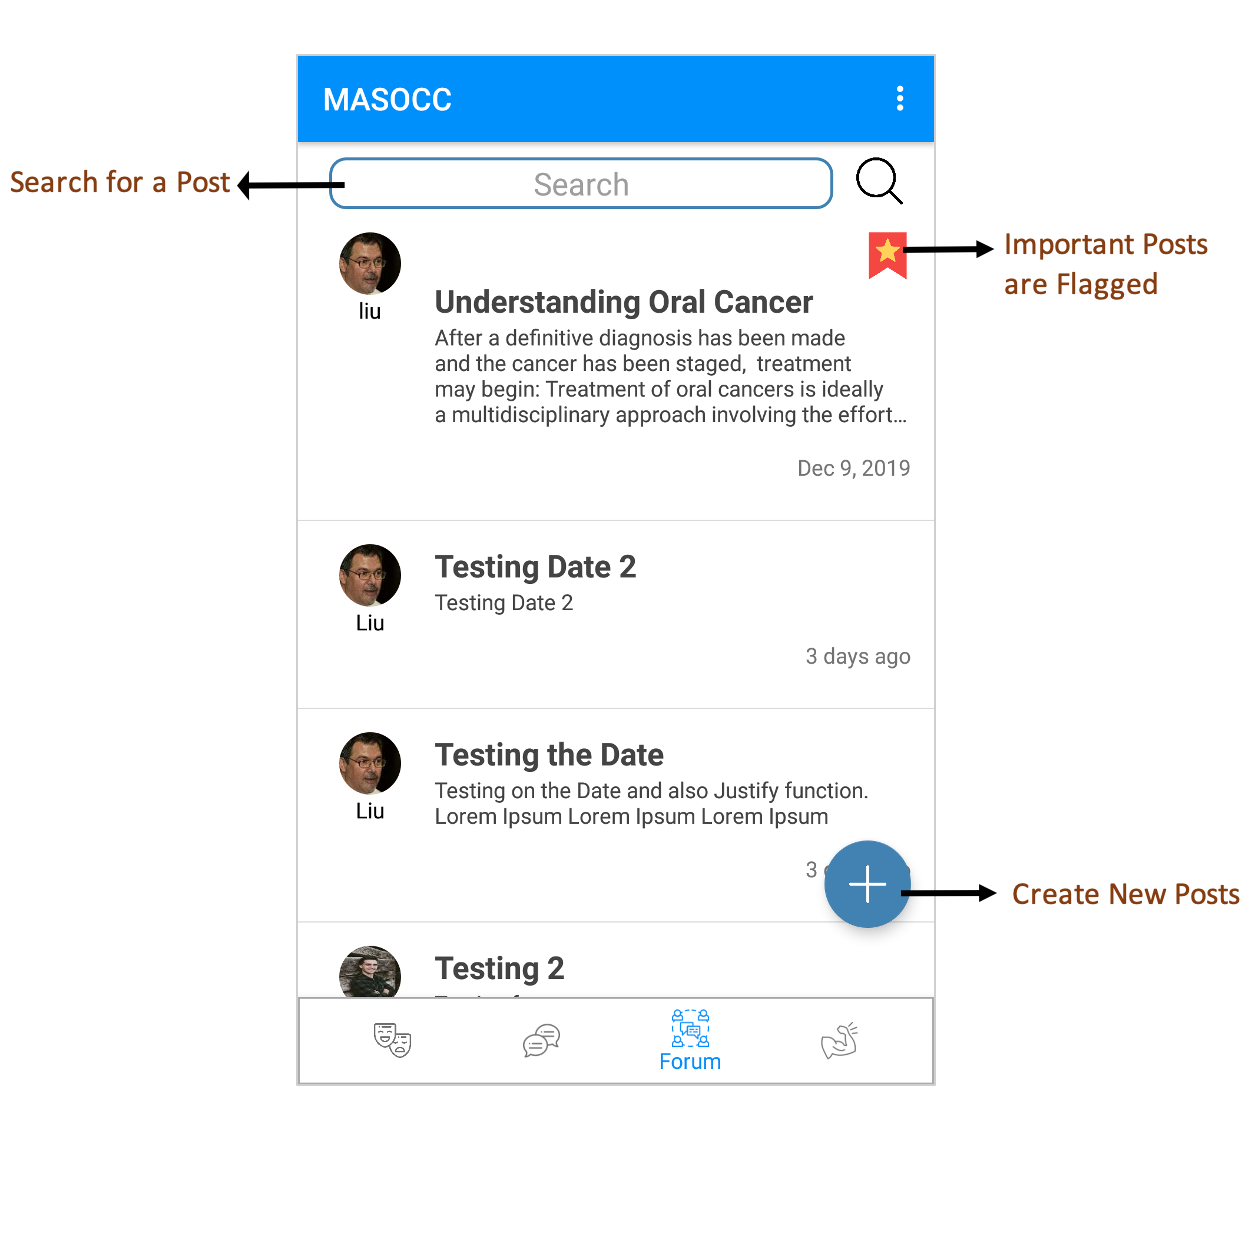 MASOCC
Search for a Post
Search
Important Posts
are Flagged
liu
Understanding Oral Cancer
After a definitive diagnosis has been made
and the cancer has been staged,  treatment
may begin: Treatment of oral cancers is ideally
a multidisciplinary approach involving the effort...
Dec 9, 2019
Liu
Testing Date 2
Testing Date 2
3 days ago
Liu
Testing the Date
Testing on the Date and also Justify function.
Lorem Ipsum Lorem Ipsum Lorem Ipsum
3
Create New Posts
Testing 2
Forum